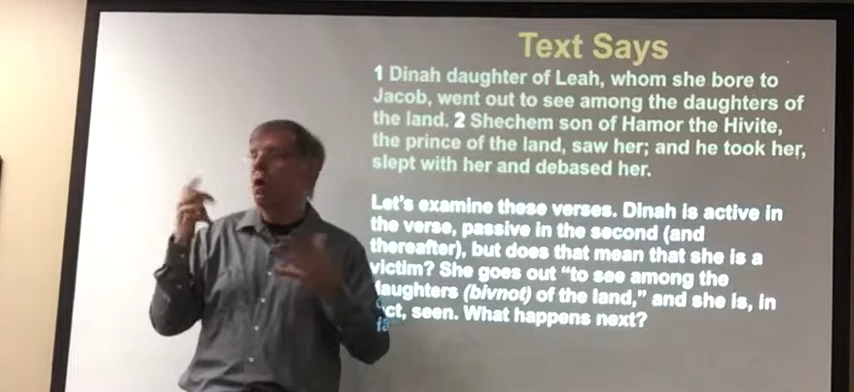 Text Says
1 Dinah daughter of Leah, whom she bore to
Jacob, went out to see among the daughters of
the land. 2 Shechem son of Hamor the Hivite,
the prince of the land, saw her; and he took her,
slept with her and debased her.
Let's examine these verses. Dinah is active in
the verse, passive in the second (and
thereafter), but does that mean that she is a
victim? She goes out “to see among the
daughters (bivnot) of the land,” and she is, in
fact, seen. What happens next?